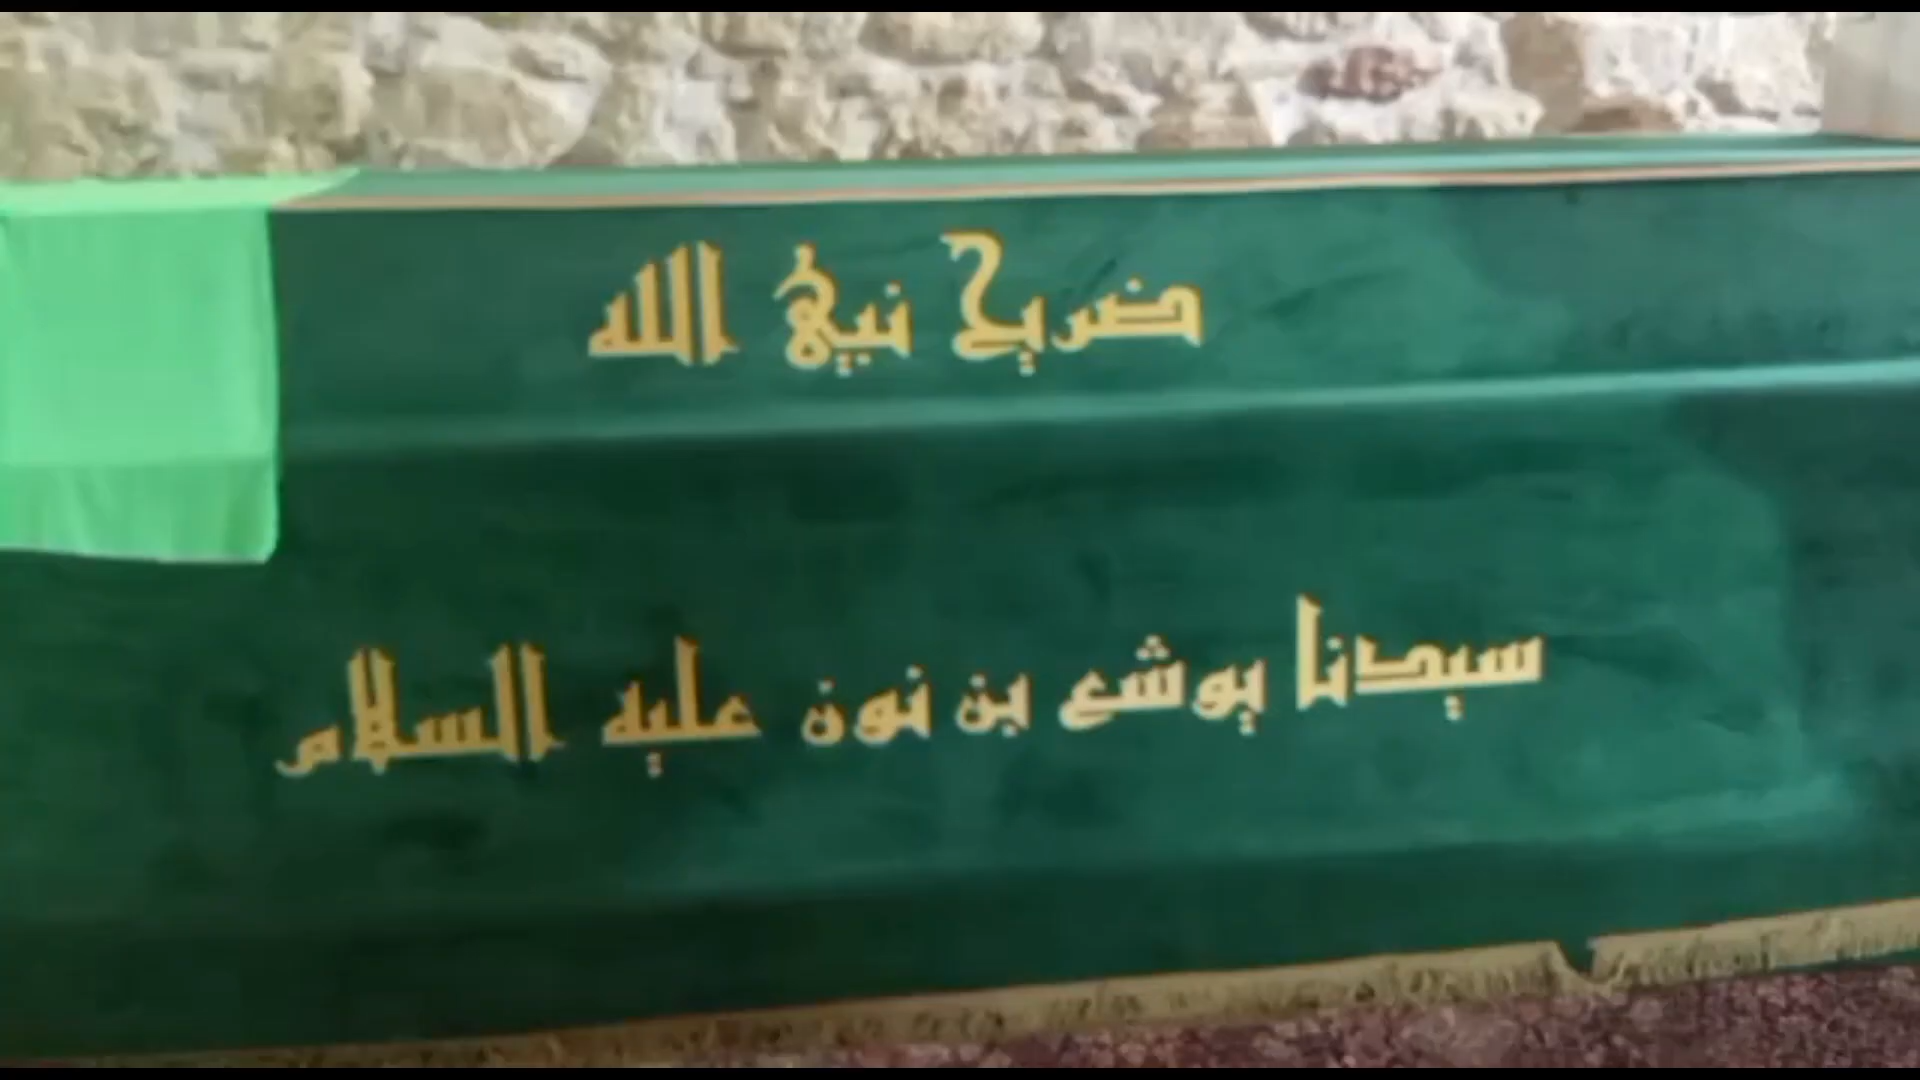 ضريح نبي الله
سيدنا يوشع بن نون عليه السلام